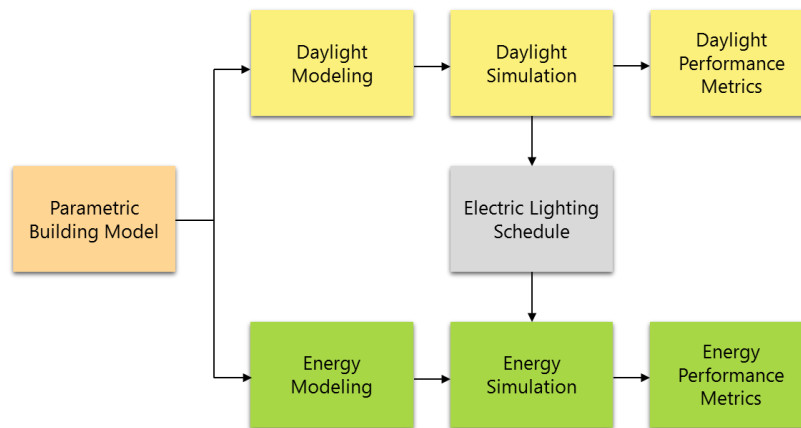 Daylight
Modeling
Daylight
Simulation
Daylight
Performance
Metrics
Parametric
Building Model
Electric Lighting
Schedule
Energy
Modeling
Energy
Simulation
Energy
Performance
Metrics